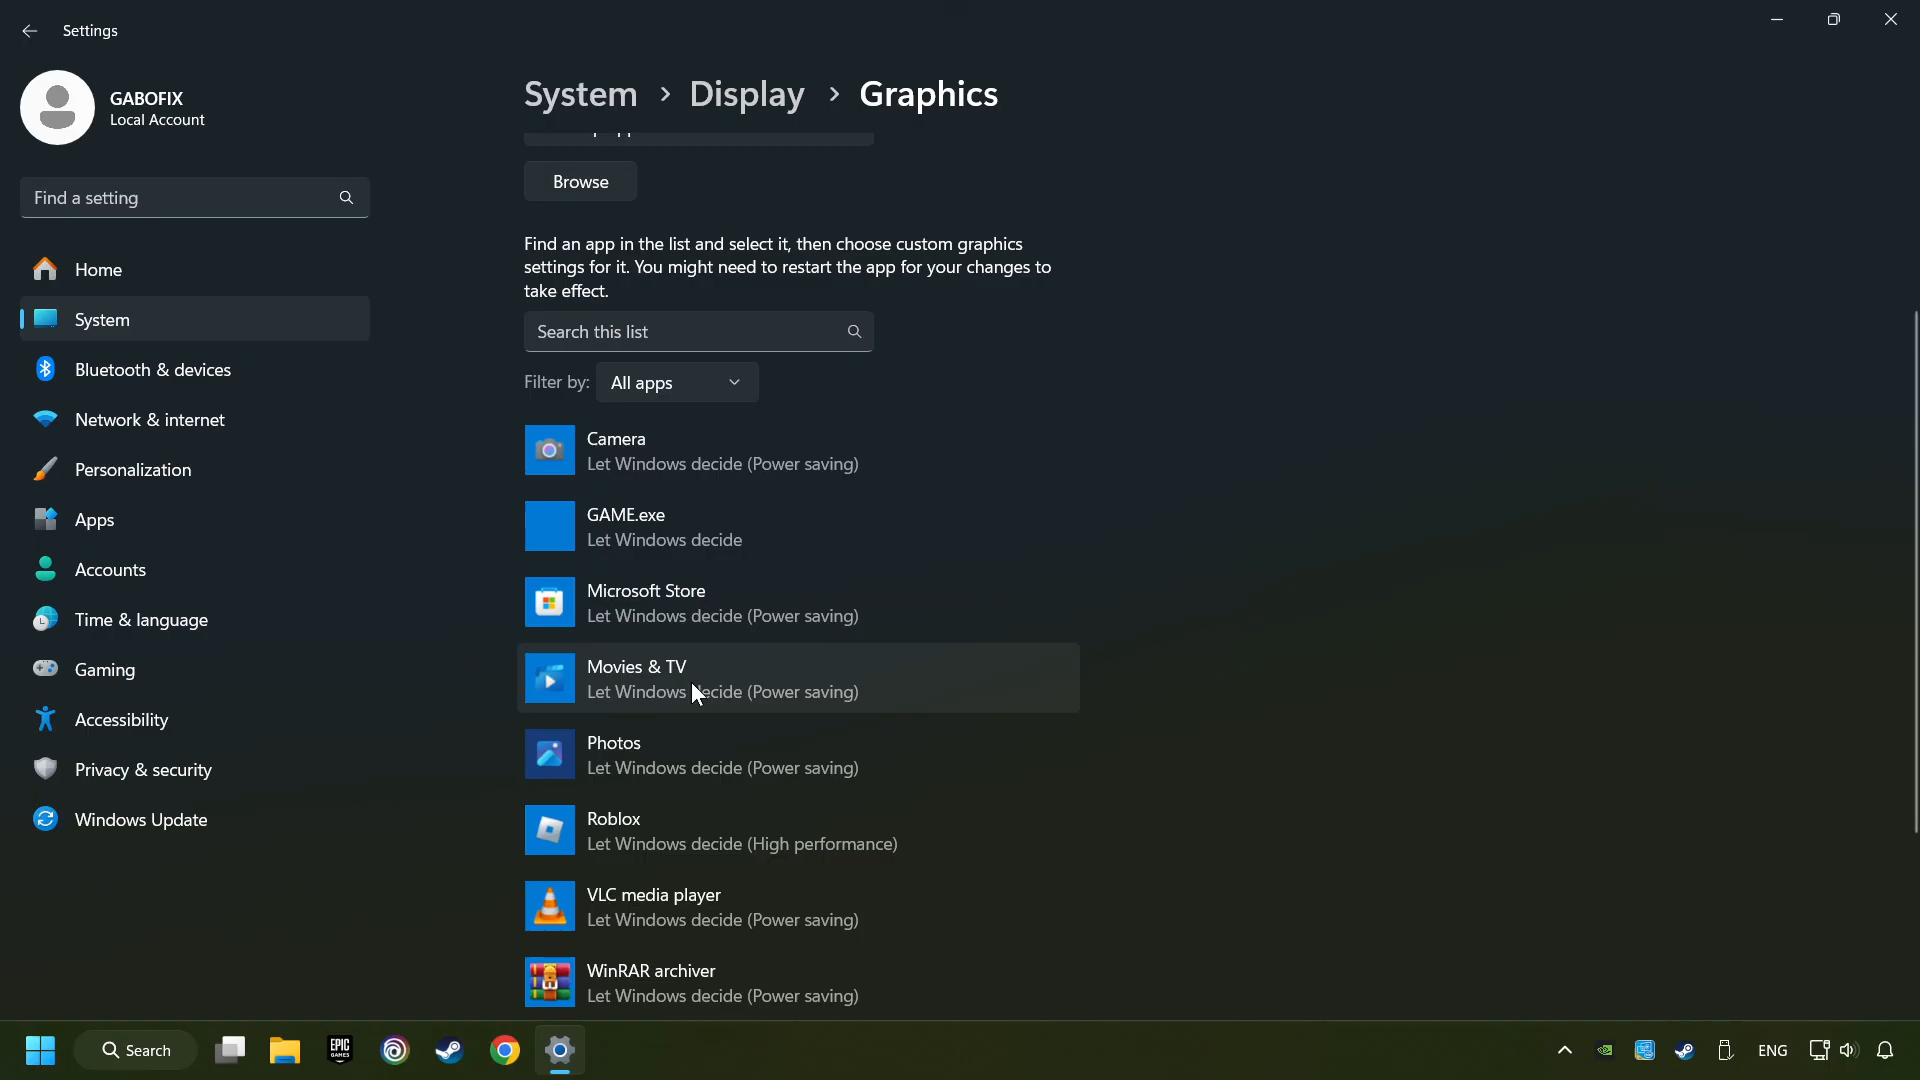 Settings
GABOFIX
Local Account
Find a setting
Home
System
Bluetooth & devices
Network & internet
Personalization
Apps
Accounts
Time & language
Gaming
Accessibility
Privacy & security
Windows Update
System > Display > Graphics
Browse
Find an app in the list and select it, then choose custom graphics
settings for it. You might need to restart the app for your changes to
take effect.
Search this list
Filter by: All apps
Camera
Let Windows decide (Power saving)
GAME.exe
Let Windows decide
Microsoft Store
Let Windows decide (Power saving)
Movies & TV
Let Windows decide (Power saving)
Photos
Let Windows decide (Power saving)
Roblox
Let Windows decide (High performance)
VLC media player
Let Windows decide (Power saving)
WinRAR archiver
Let Windows decide (Power saving)
Search
EPIC
GAMES
ENG